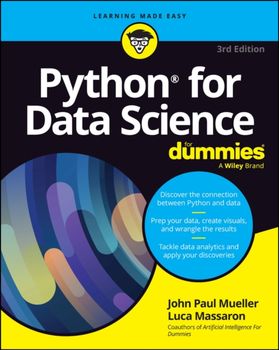 LEARNING MADE EASY
3rd Edition
Python® for
Data Science
for
dummies®
A Wiley Brand
Discover the connection
between Python and data
Prep your data, create visuals,
and wrangle the results
Tackle data analytics and
apply your discoveries
John Paul Mueller
Luca Massaron
Coauthors of Artificial Intelligence For
Dummies